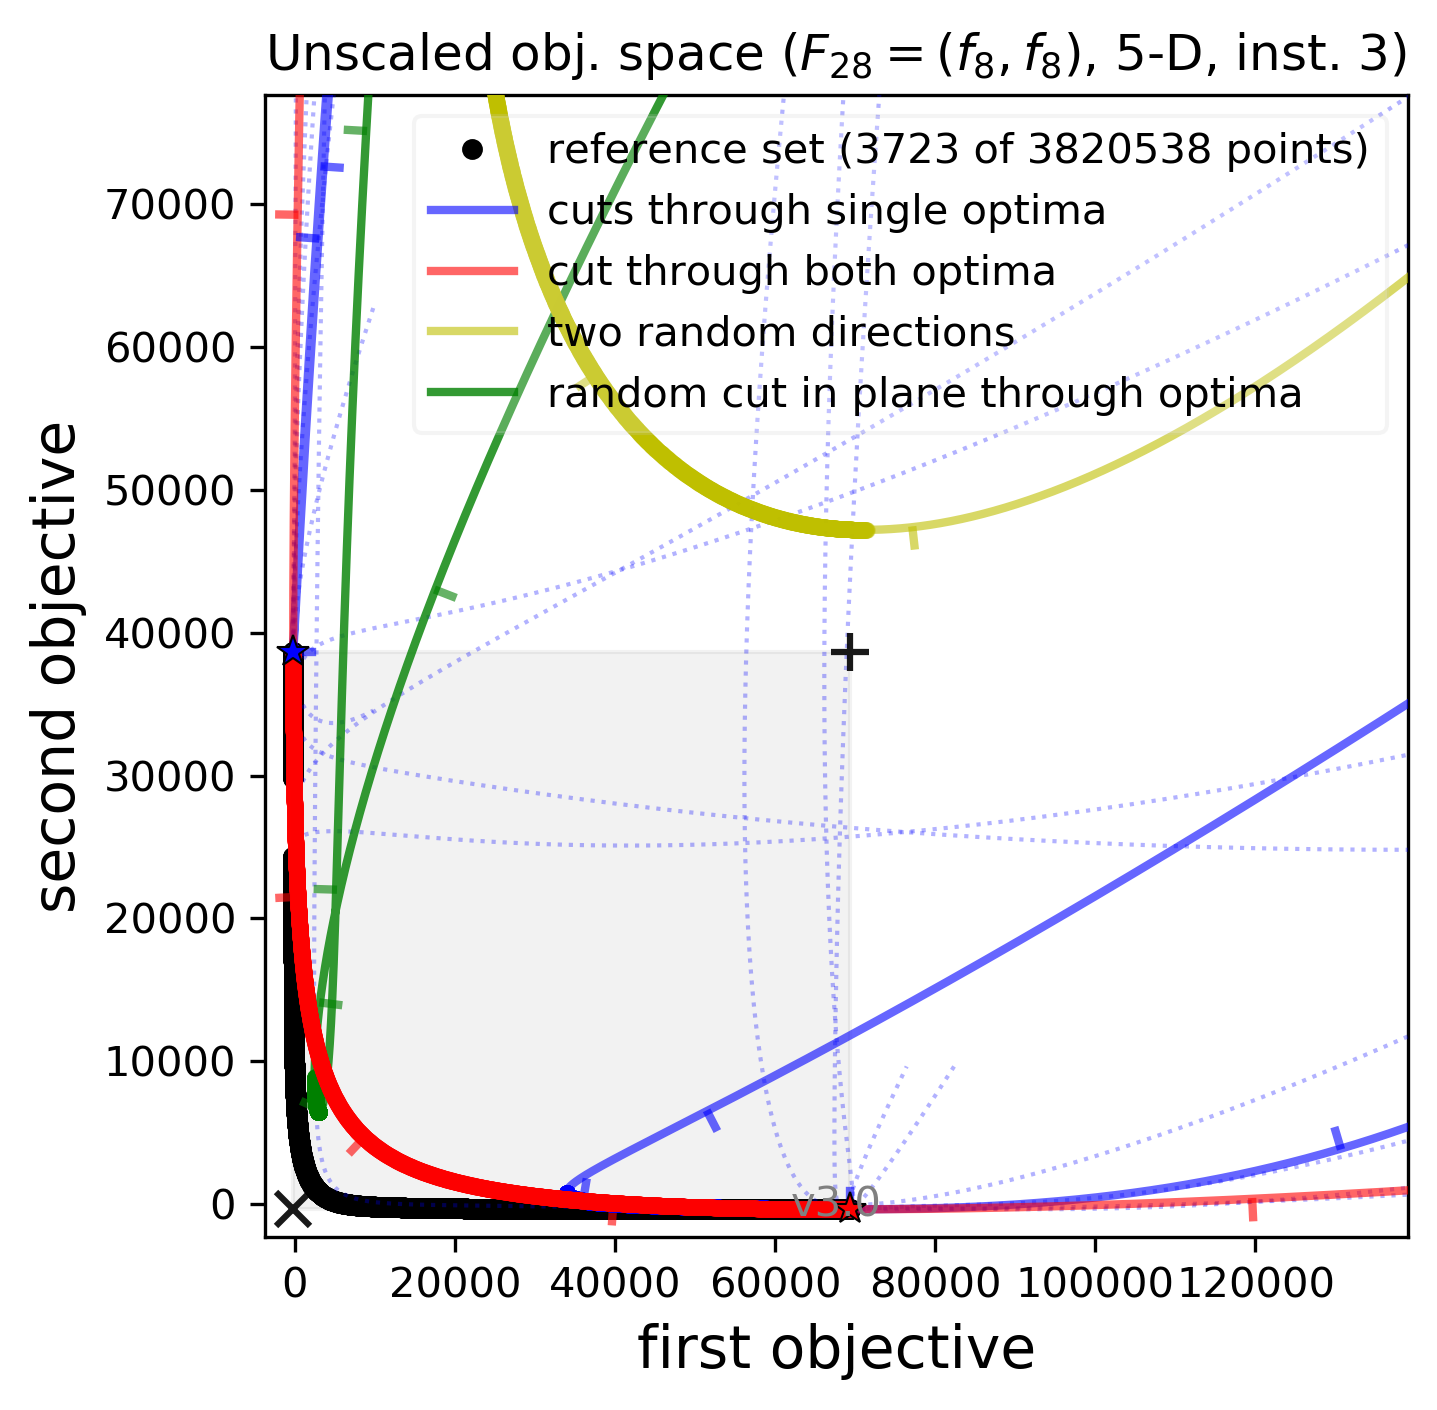 Unscaled obj. space (F28 = (f8, f8), 5-D, inst. 3)
reference set (3723 of 3820538 points)
cuts through single optima
cut through both optima
two random directions
random cut in plane through optima
second objective
70000
60000
50000
40000
30000
20000
10000
0
v3.0
0 20000 40000 60000 80000 100000 120000
first objective